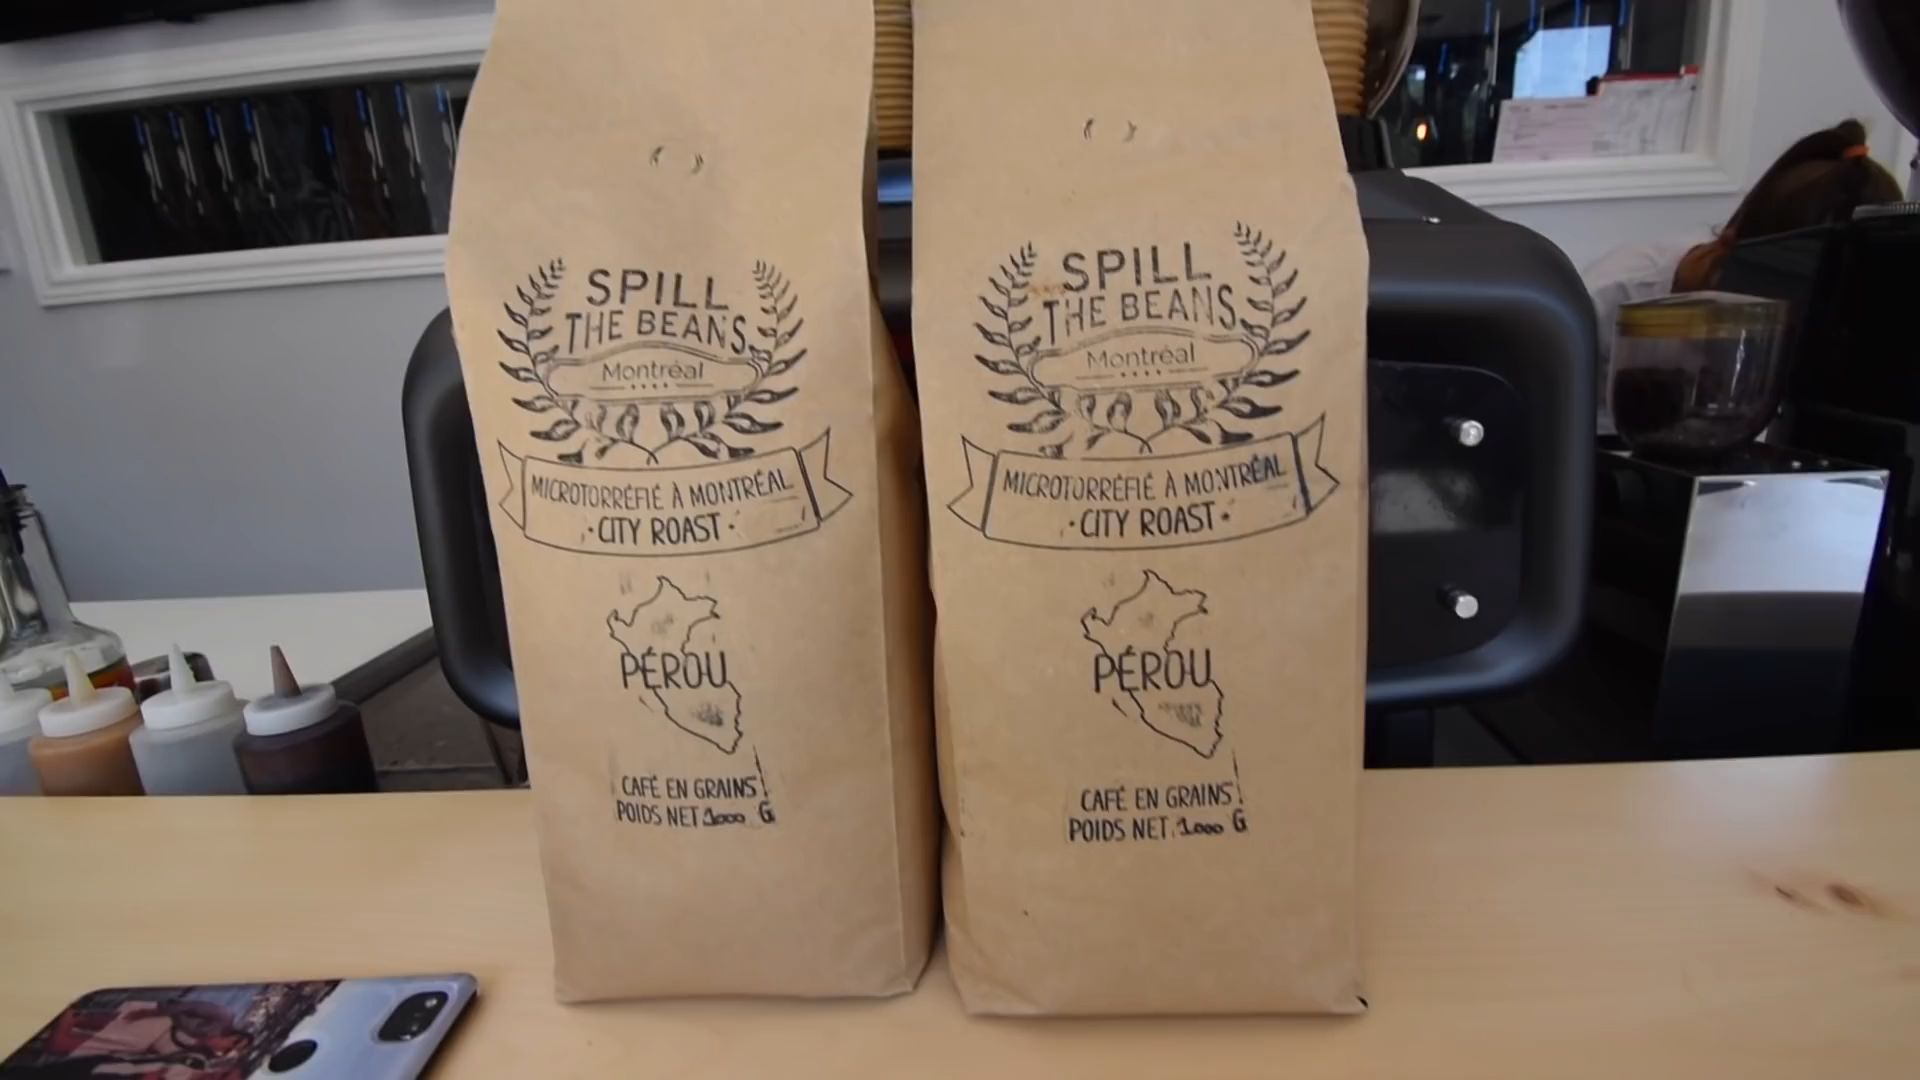 SPILL
THE BEANS
Montréal
MICROTORRÉFIÉ À MONTRÉAL
· CITY ROAST ·
PÉROU
CAFÉ EN GRAINS
POIDS NET 1000 G
SPILL
THE BEANS
Montréal
MICROTORRÉFIÉ À MONTRÉAL
· CITY ROAST ·
PÉROU
CAFÉ EN GRAINS
POIDS NET 1000 G